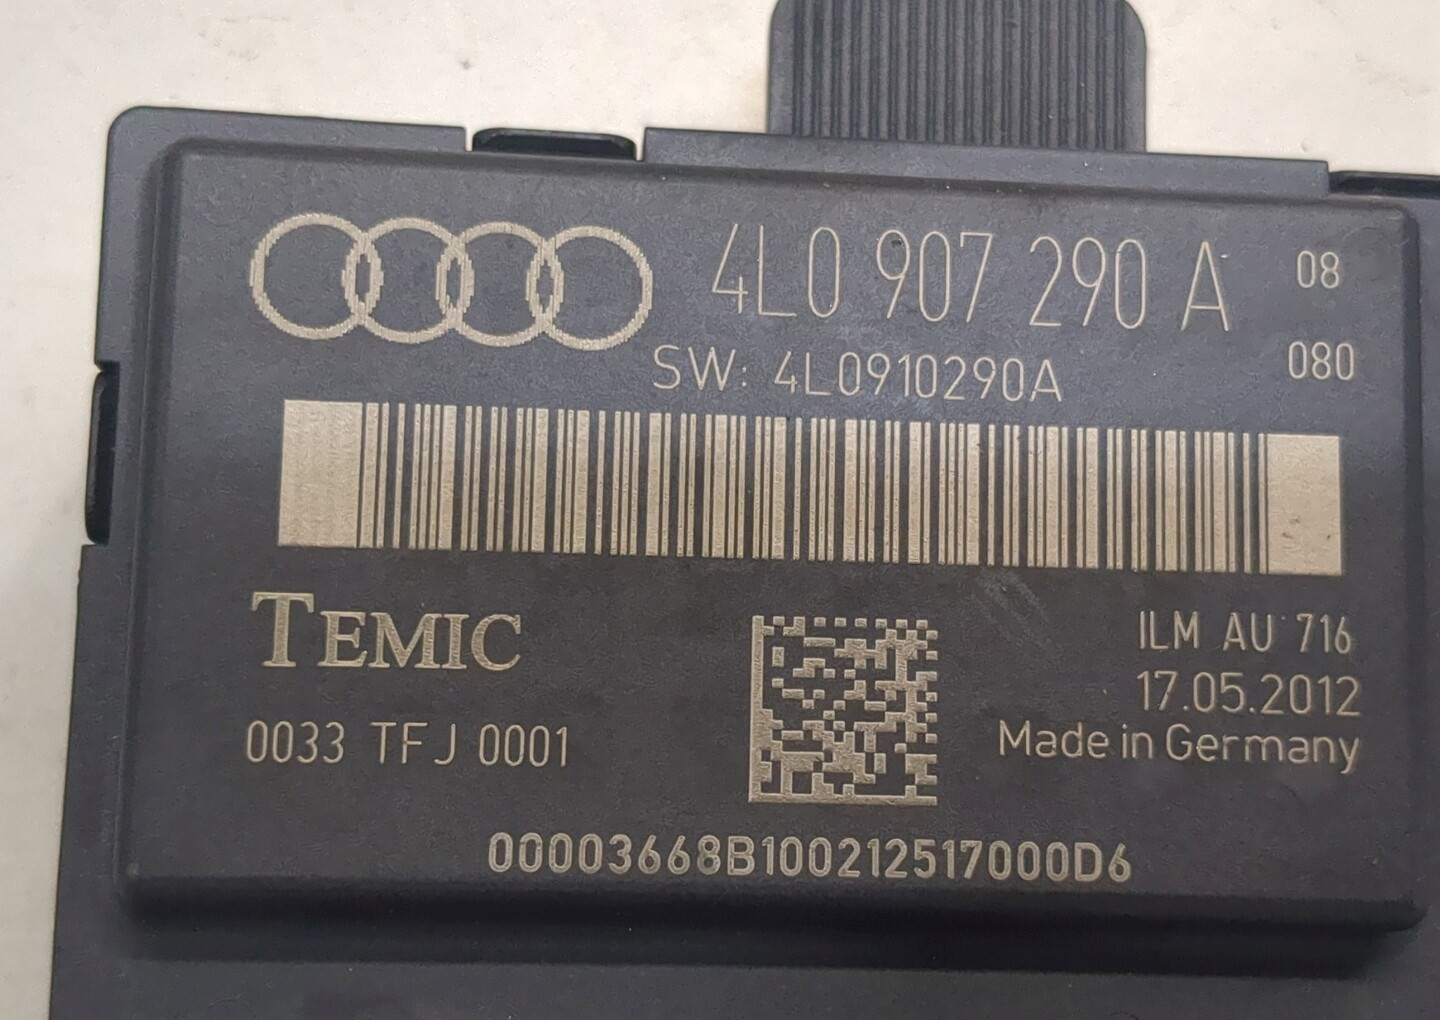 4L0 907 290 A 08
SW: 4L0910290A 080
TEMIC
0033 TFJ 0001
ILM AU 716
17.05.2012
Made in Germany
00003668B100212517000D6